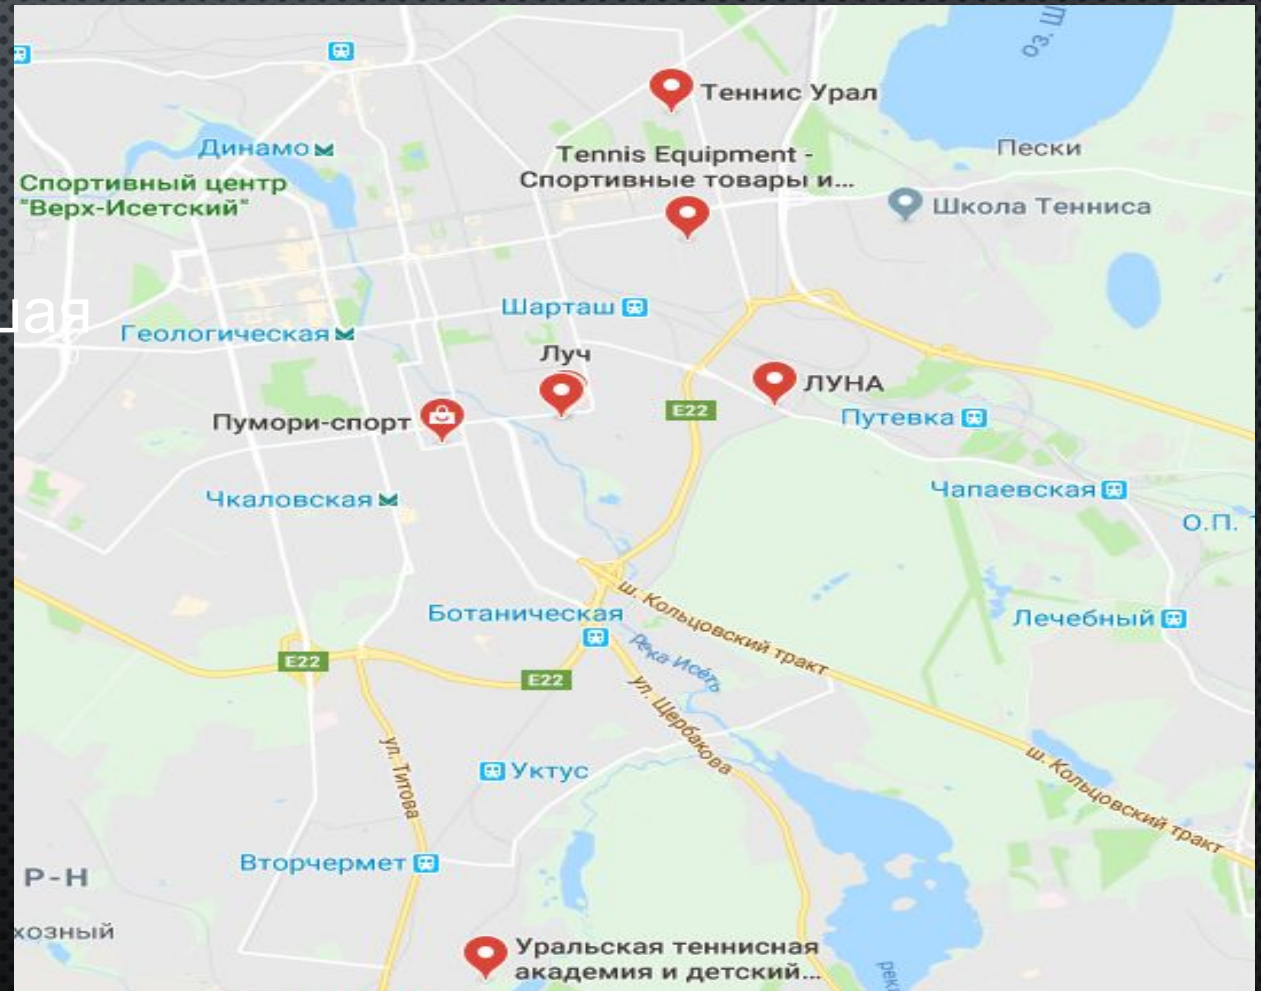 оз. Ш
Теннис Урал
Динамо
Tennis Equipment -
Спортивные товары и...
Пески
Спортивный центр
"Верх-Исетский"
Школа Тенниса
Шарташ
Геологическая
Луч
ЛУНА
Пумори-спорт
E22
Путевка
Чкаловская
Чапаевская
О.П.
ш. Кольцовский тракт
Ботаническая
Лечебный
река Исеть
E22
E22
ул. Щербакова
ул. Титова
Уктус
ш. Кольцовский тракт
Вторчермет
Р-Н
хозный
Уральская теннисная
академия и детский...